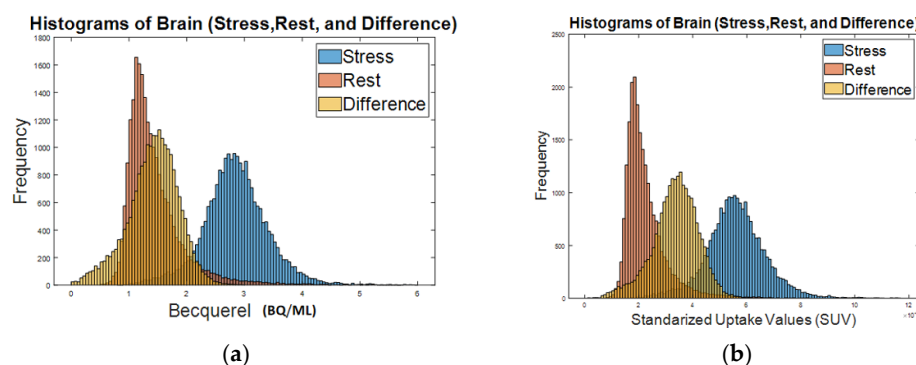 Histograms of Brain (Stress,Rest, and Difference)
1800
1600
1400
1200
1000
800
600
400
200
0
Frequency
Stress
Rest
Difference
0 1 2 3 4 5 6
Becquerel (BQ/ML)
(a)
Histograms of Brain (Stress,Rest, and Difference)
2500
2000
1500
1000
500
0
Frequency
Stress
Rest
Difference
0 2 4 6 8 10 12
Standarized Uptake Values (SUV)
(b)